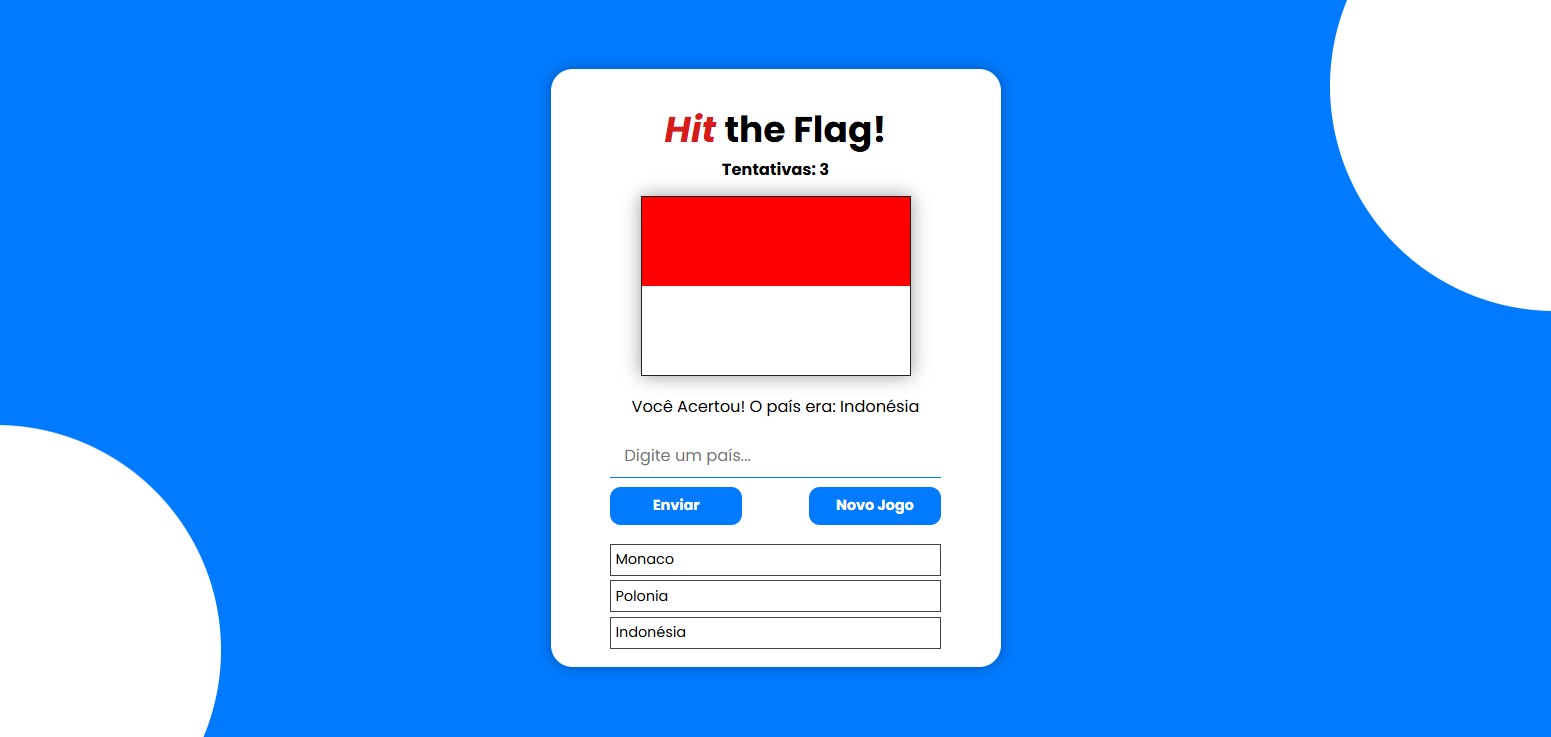 Hit the Flag!
Tentativas: 3
Você Acertou! O país era: Indonésia
Digite um país...
Enviar
Novo Jogo
Monaco
Polonia
Indonésia